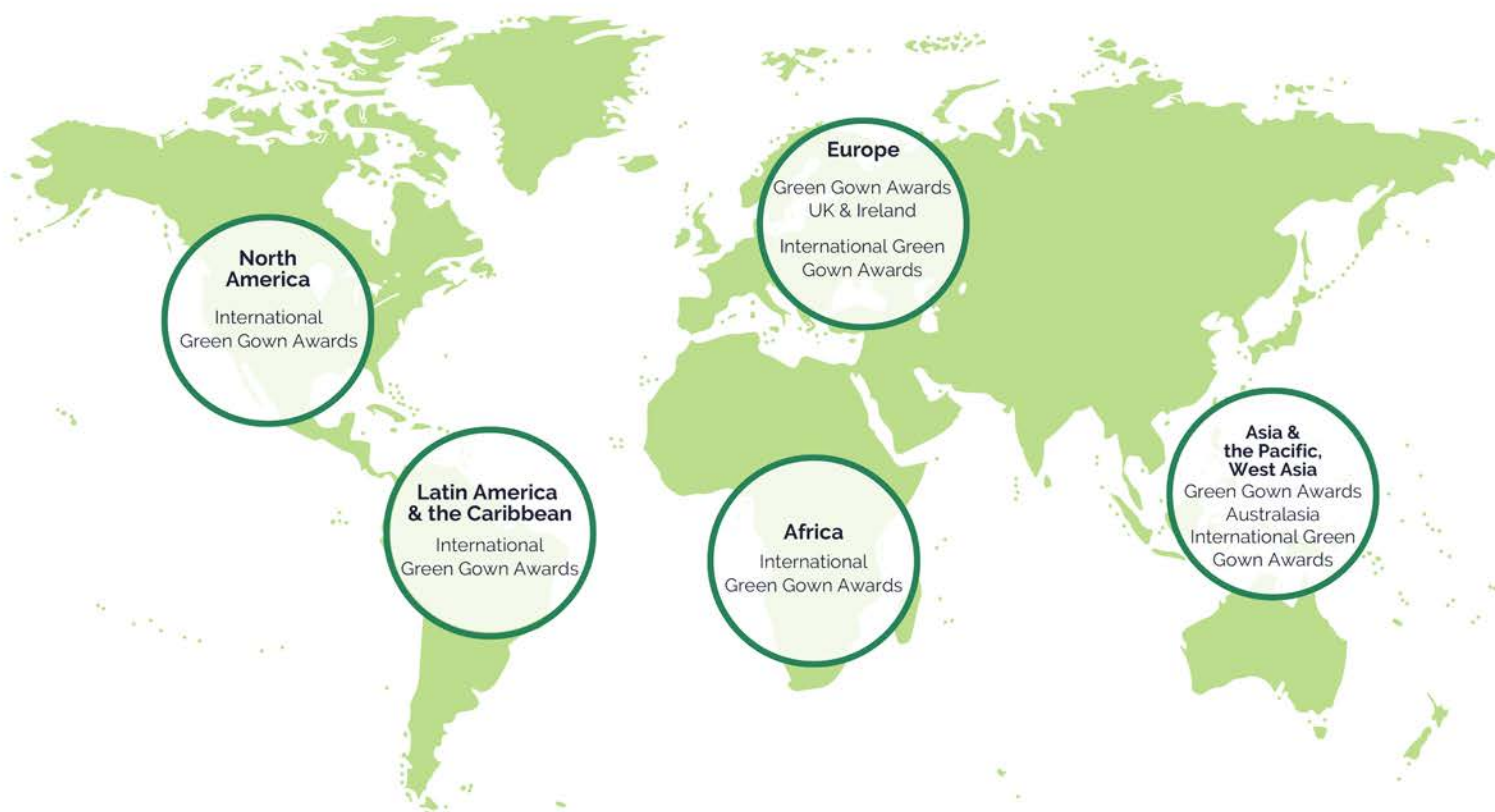 Europe
Green Gown Awards
UK & Ireland
International Green
Gown Awards
North
America
International
Green Gown Awards
Latin America
& the Caribbean
International
Green Gown Awards
Africa
International
Green Gown Awards
Asia &
the Pacific,
West Asia
Green Gown Awards
Australasia
International Green
Gown Awards